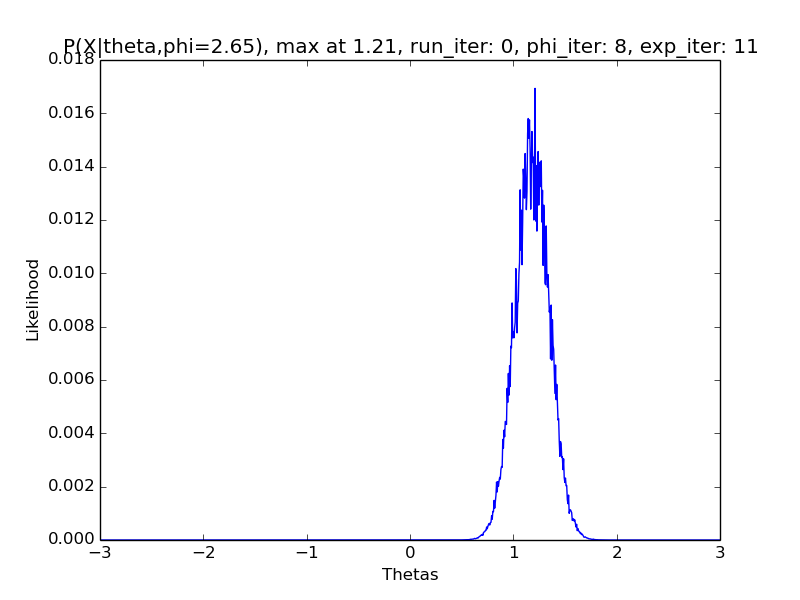 P(X|theta,phi=2.65), max at 1.21, run_iter: 0, phi_iter: 8, exp_iter: 11
0.018
0.016
0.014
0.012
0.010
0.008
0.006
0.004
0.002
0.000
Likelihood
−3 −2 −1 0 1 2 3
Thetas